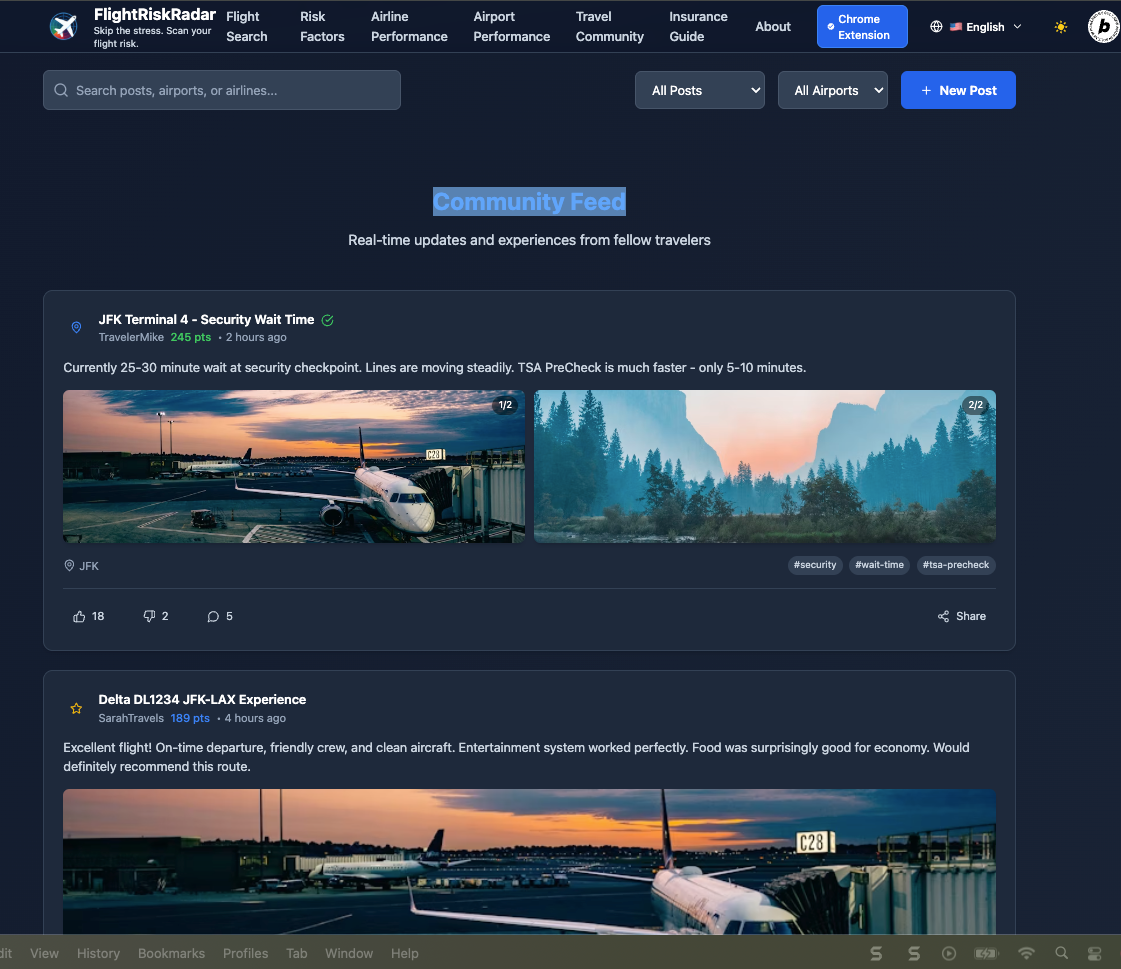 FlightRiskRadar
Skip the stress. Scan your
flight risk.
Flight
Search
Risk
Factors
Airline
Performance
Airport
Performance
Travel
Community
Insurance
Guide
About
Chrome
Extension
English
b
Search posts, airports, or airlines...
All Posts
All Airports
+ New Post
Community Feed
Real-time updates and experiences from fellow travelers
JFK Terminal 4 - Security Wait Time
TravelerMike 245 pts • 2 hours ago
Currently 25-30 minute wait at security checkpoint. Lines are moving steadily. TSA PreCheck is much faster - only 5-10 minutes.
1/2
C28
2/2
JFK
#security #wait-time #tsa-precheck
18 2 5 Share
Delta DL1234 JFK-LAX Experience
SarahTravels 189 pts • 4 hours ago
Excellent flight! On-time departure, friendly crew, and clean aircraft. Entertainment system worked perfectly. Food was surprisingly good for economy. Would
definitely recommend this route.
C28
dit View History Bookmarks Profiles Tab Window Help